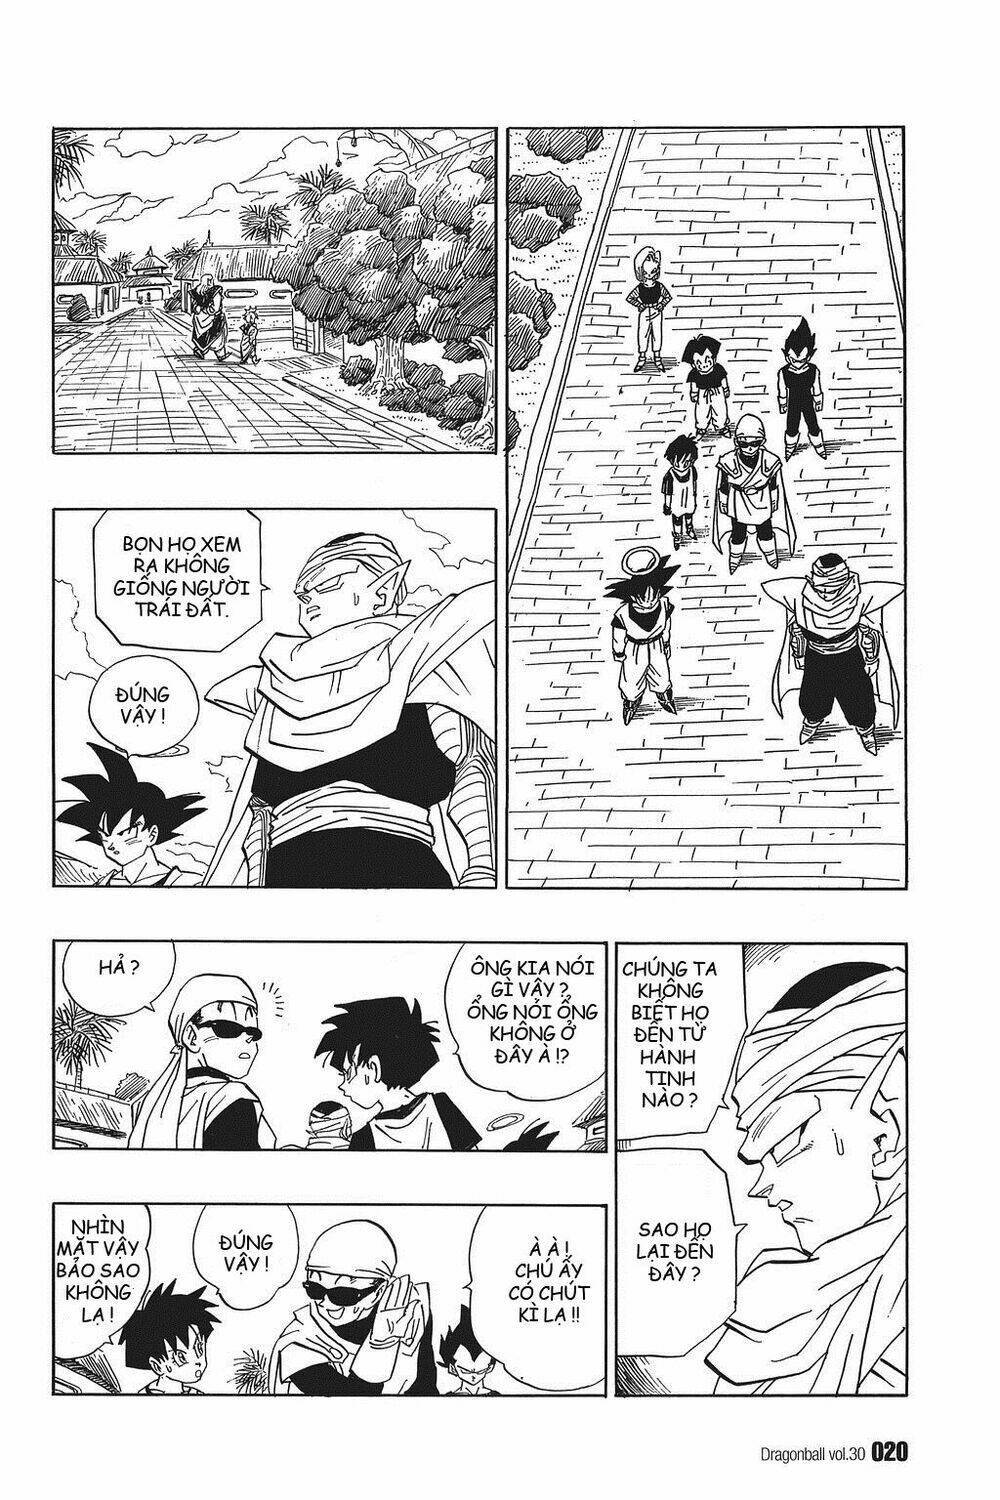 BỌN HỌ XEM
RA KHÔNG
GIỐNG NGƯỜI
TRÁI ĐẤT.
ĐÚNG
VẬY !
CHÚNG TA
KHÔNG
BIẾT HỌ
ĐẾN TỪ
HÀNH
TINH
NÀO ?
SAO HỌ
LẠI ĐẾN
ĐÂY ?
ÔNG KIA NÓI
GÌ VẬY ?
ỔNG NÓI ỔNG
KHÔNG Ở
ĐÂY À !?
HẢ ?
À À !
CHÚ ẤY
CÓ CHÚT
KÌ LẠ !!
ĐÚNG
VẬY !
NHÌN
MẶT VẬY
BẢO SAO
KHÔNG
LẠ !
Dragonball vol.30 020